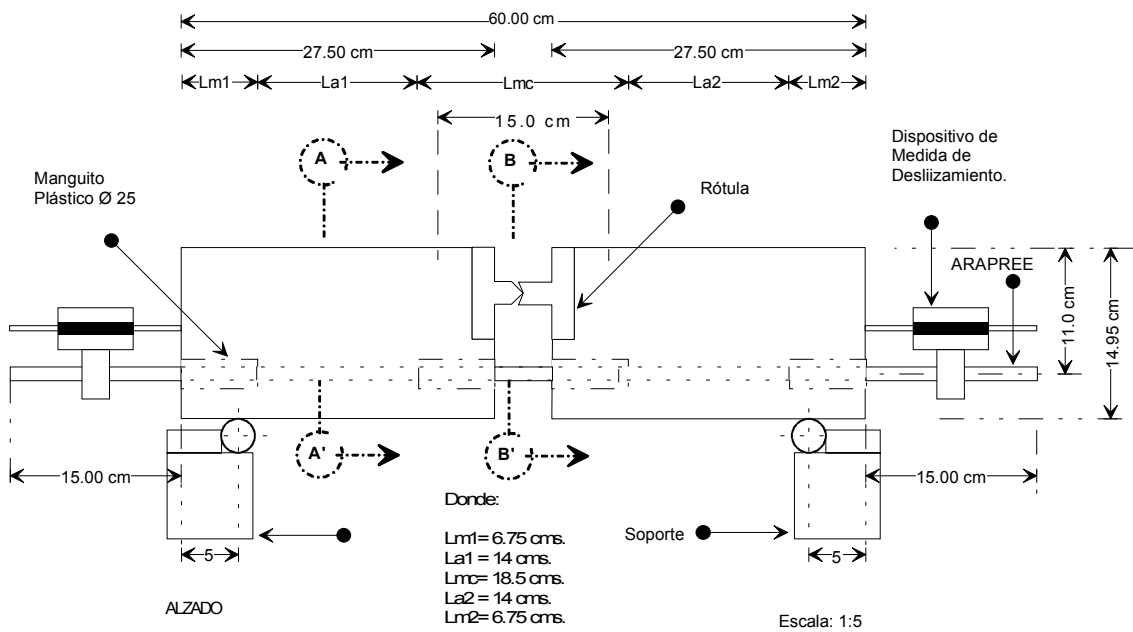 60.00 cm
27.50 cm
27.50 cm
Lm1
La1
Lmc
La2
Lm2
15.0 cm
A
B
Dispositivo de
Medida de
Desliizamiento.
Manguito
Plástico Ø 25
Rótula
ARAPREE
11.0 cm
14.95 cm
A'
B'
15.00 cm
15.00 cm
Donde:
Lm1= 6.75 cms.
La1 = 14 cms.
Lmc= 18.5 cms.
La2 = 14 cms.
Lm2= 6.75 cms.
Soporte
5
5
ALZADO
Escala: 1:5